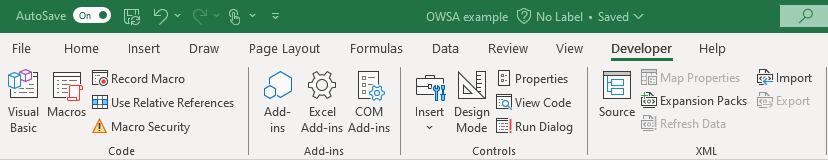 AutoSave On OWSA example No Label • Saved
File Home Insert Draw Page Layout Formulas Data Review View Developer Help
Visual Basic
Macros
Record Macro
Use Relative References
Macro Security
Code
Add-ins
Excel Add-ins
COM Add-ins
Add-ins
Insert
Design Mode
Properties
View Code
Run Dialog
Controls
Source
Map Properties
Expansion Packs
Refresh Data
Import
Export
XML